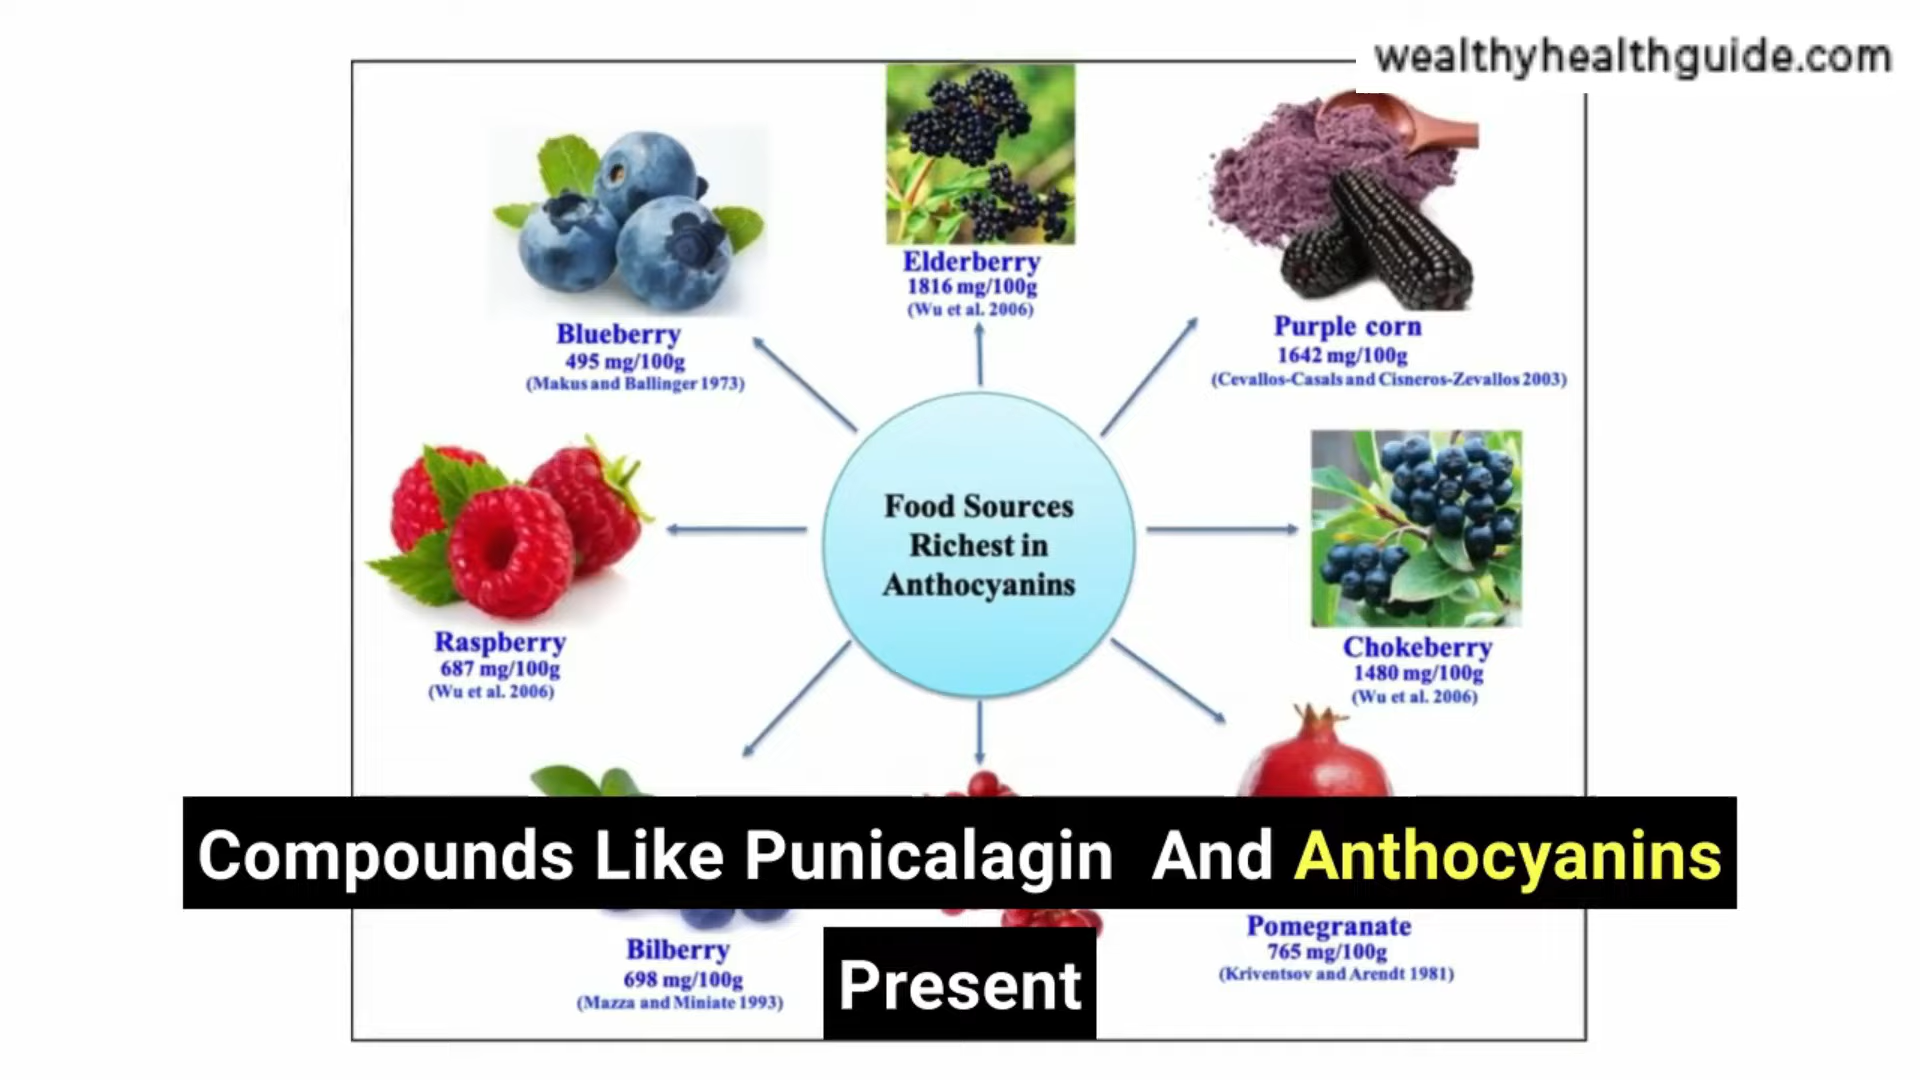 wealthyhealthguide.com
Elderberry
1816 mg/100g
(Wu et al. 2006)
Blueberry
495 mg/100g
(Makus and Ballinger 1973)
Purple corn
1642 mg/100g
(Cevallos-Casals and Cisneros-Zevallos 2003)
Food Sources
Richest in
Anthocyanins
Raspberry
687 mg/100g
(Wu et al. 2006)
Chokeberry
1480 mg/100g
(Wu et al. 2006)
Compounds Like Punicalagin And Anthocyanins
Present
Bilberry
698 mg/100g
(Mazza and Miniate 1993)
Pomegranate
765 mg/100g
(Kriventsov and Arendt 1981)